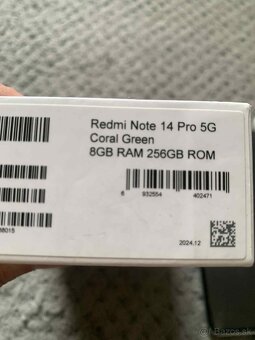 Redmi Note 14 Pro 5G
Coral Green
8GB RAM 256GB ROM
6 932554 402471
2024.12